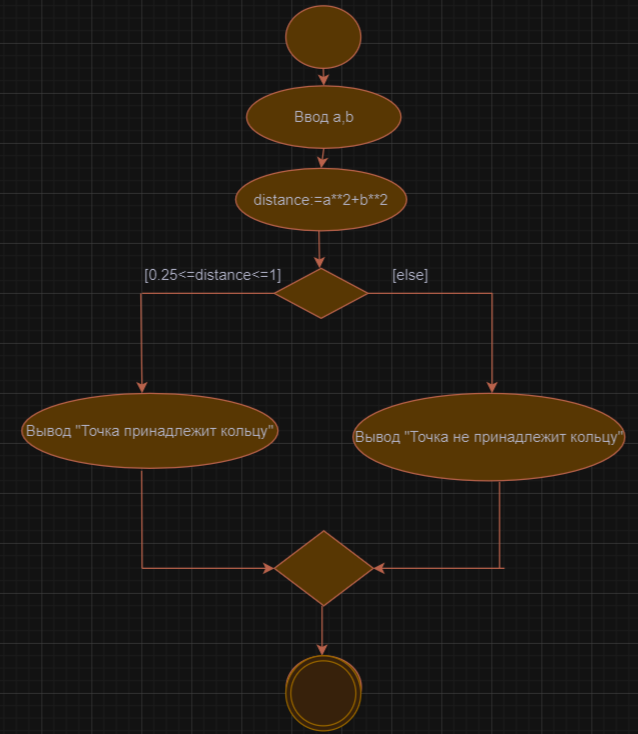 Ввод a,b
distance:=a**2+b**2
[0.25<=distance<=1]
[else]
Вывод "Точка принадлежит кольцу"
Вывод "Точка не принадлежит кольцу"